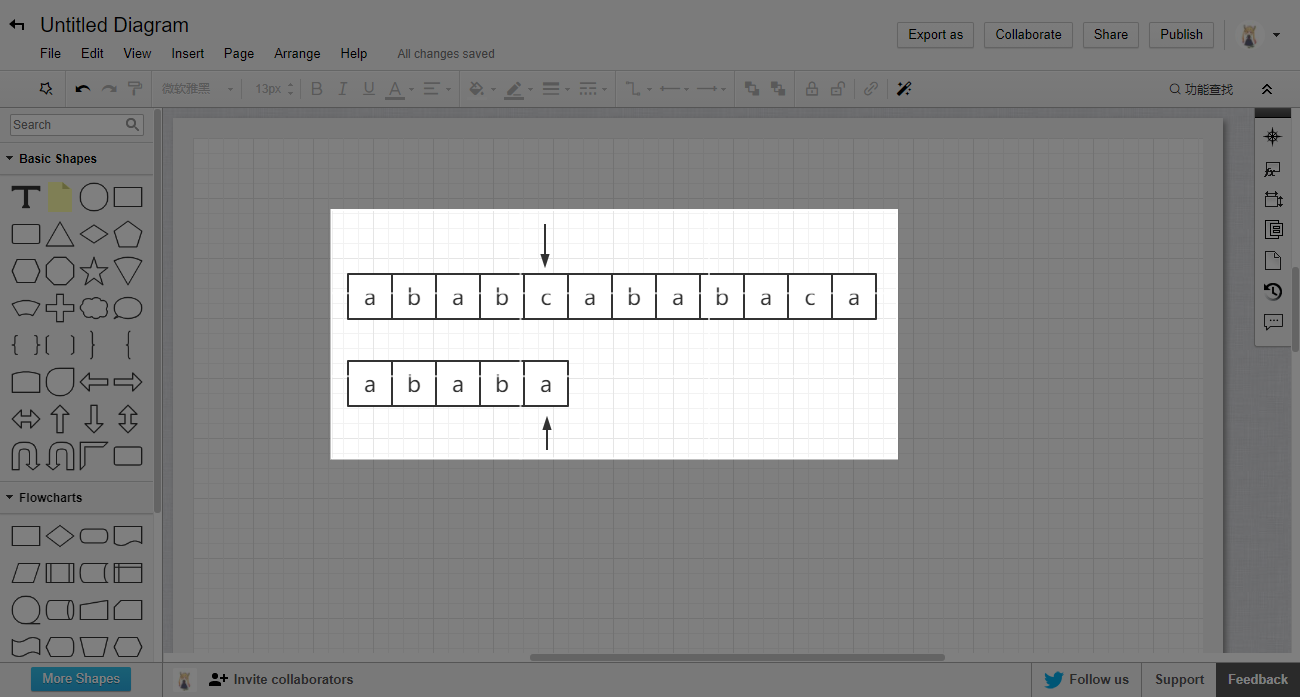 Untitled Diagram
File Edit View Insert Page Arrange Help All changes saved
Export as Collaborate Share Publish
微软雅黑 13px B I U A 功能查找
Search
Basic Shapes
T
a b a b c a b a b a c a
a b a b a
Flowcharts
More Shapes
Invite collaborators
Follow us Support Feedback